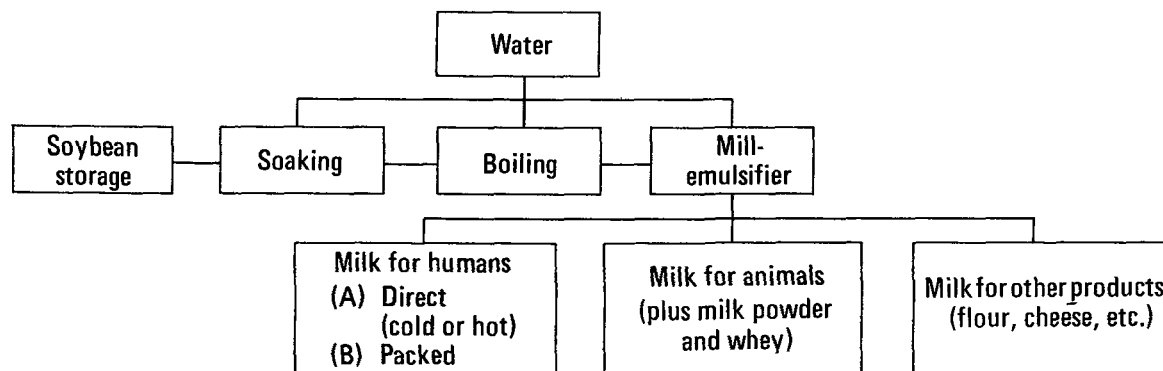 Water
Soybean
storage
Soaking
Boiling
Mill-
emulsifier
Milk for humans
(A) Direct
(cold or hot)
(B) Packed
Milk for animals
(plus milk powder
and whey)
Milk for other products
(flour, cheese, etc.)